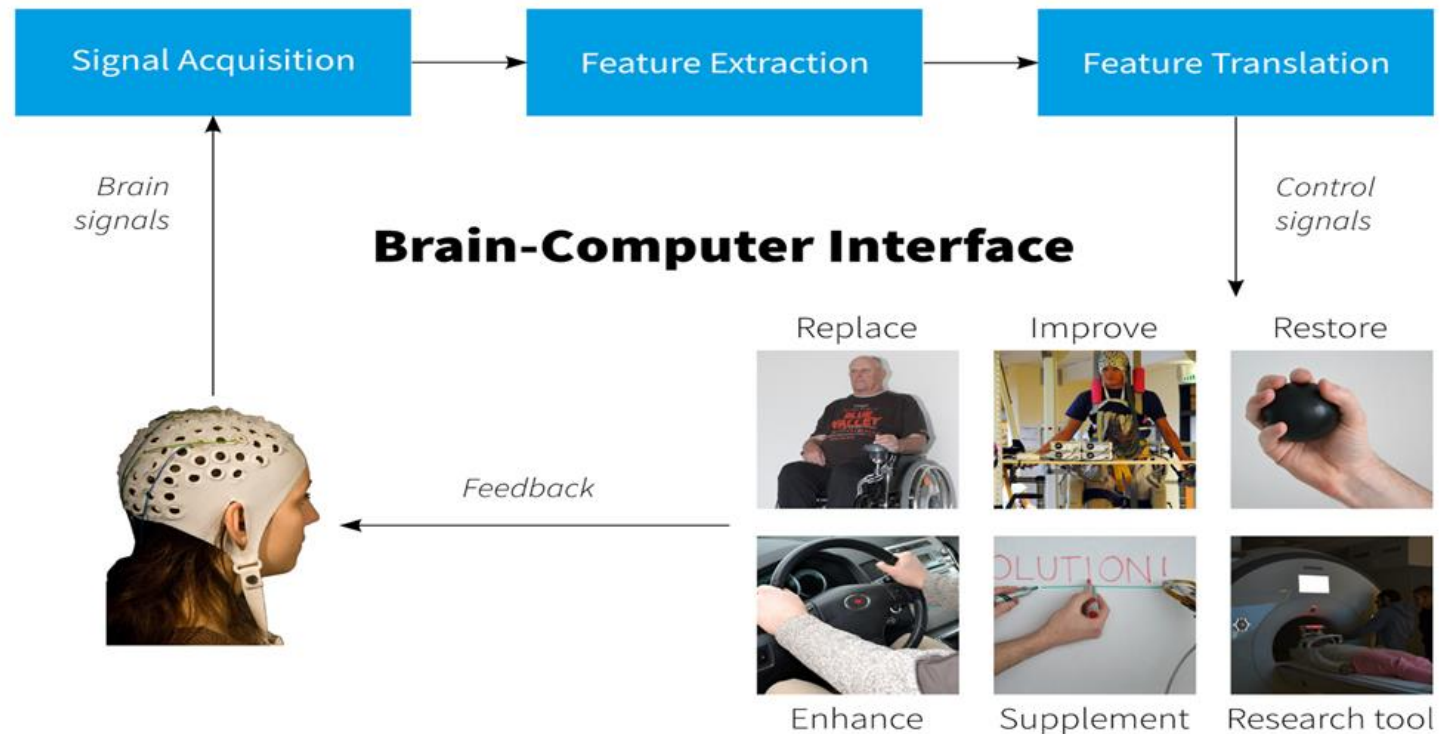 Signal Acquisition
Feature Extraction
Feature Translation
Brain
signals
Control
signals
Brain-Computer Interface
Replace
Improve
Restore
Feedback
OLUTION!
Enhance
Supplement
Research tool